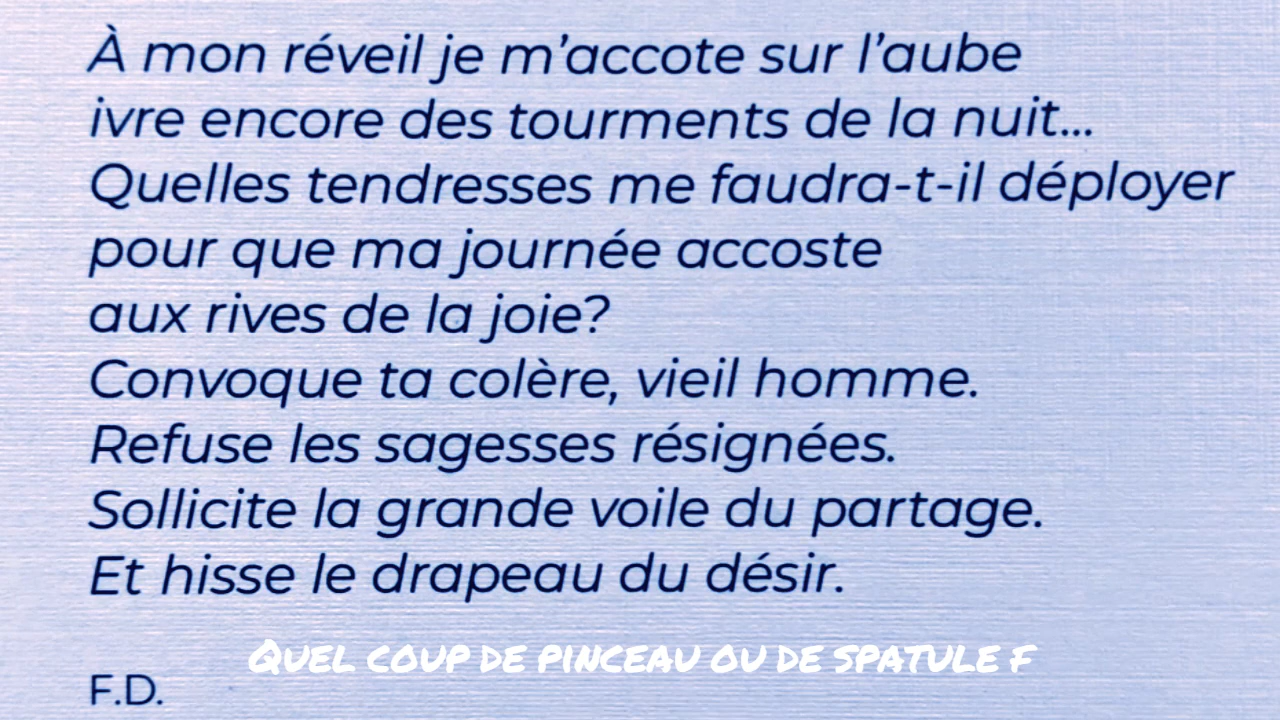 À mon réveil je m’accote sur l’aube
ivre encore des tourments de la nuit...
Quelles tendresses me faudra-t-il déployer
pour que ma journée accoste
aux rives de la joie?
Convoque ta colère, vieil homme.
Refuse les sagesses résignées.
Sollicite la grande voile du partage.
Et hisse le drapeau du désir.
QUEL COUP DE PINCEAU OU DE SPATULE F
F.D.